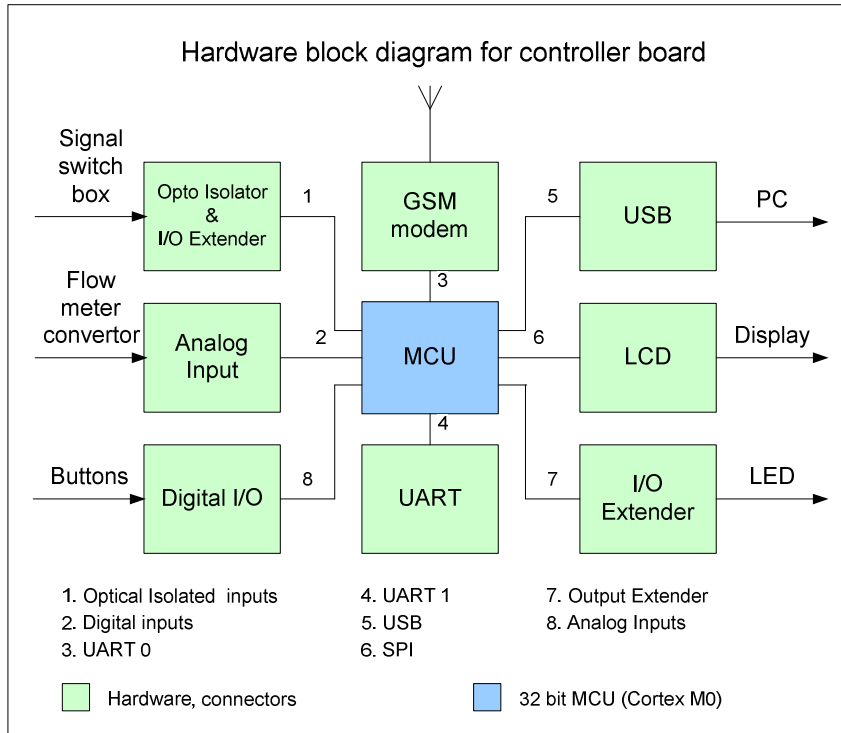 Hardware block diagram for controller board
Signal
switch
box
Opto Isolator
&
I/O Extender
1
GSM
modem
5
USB
PC
3
Flow
meter
convertor
Analog
Input
2
MCU
6
LCD
Display
4
Buttons
Digital I/O
8
UART
7
I/O
Extender
LED
1. Optical Isolated inputs
2. Digital inputs
3. UART 0
4. UART 1
5. USB
6. SPI
7. Output Extender
8. Analog Inputs
Hardware, connectors
32 bit MCU (Cortex M0)